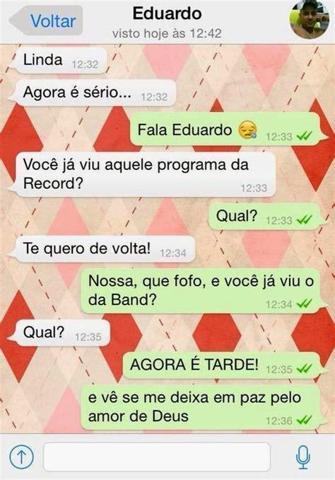 Voltar
Eduardo
visto hoje às 12:42
Linda 12:32
Agora é sério... 12:32
Fala Eduardo 😪 12:33
Você já viu aquele programa da
Record?
12:33
Qual? 12:33
Te quero de volta! 12:34
Nossa, que fofo, e você já viu o
da Band?
12:34
Qual? 12:35
AGORA É TARDE! 12:35
e vê se me deixa em paz pelo
amor de Deus
12:36